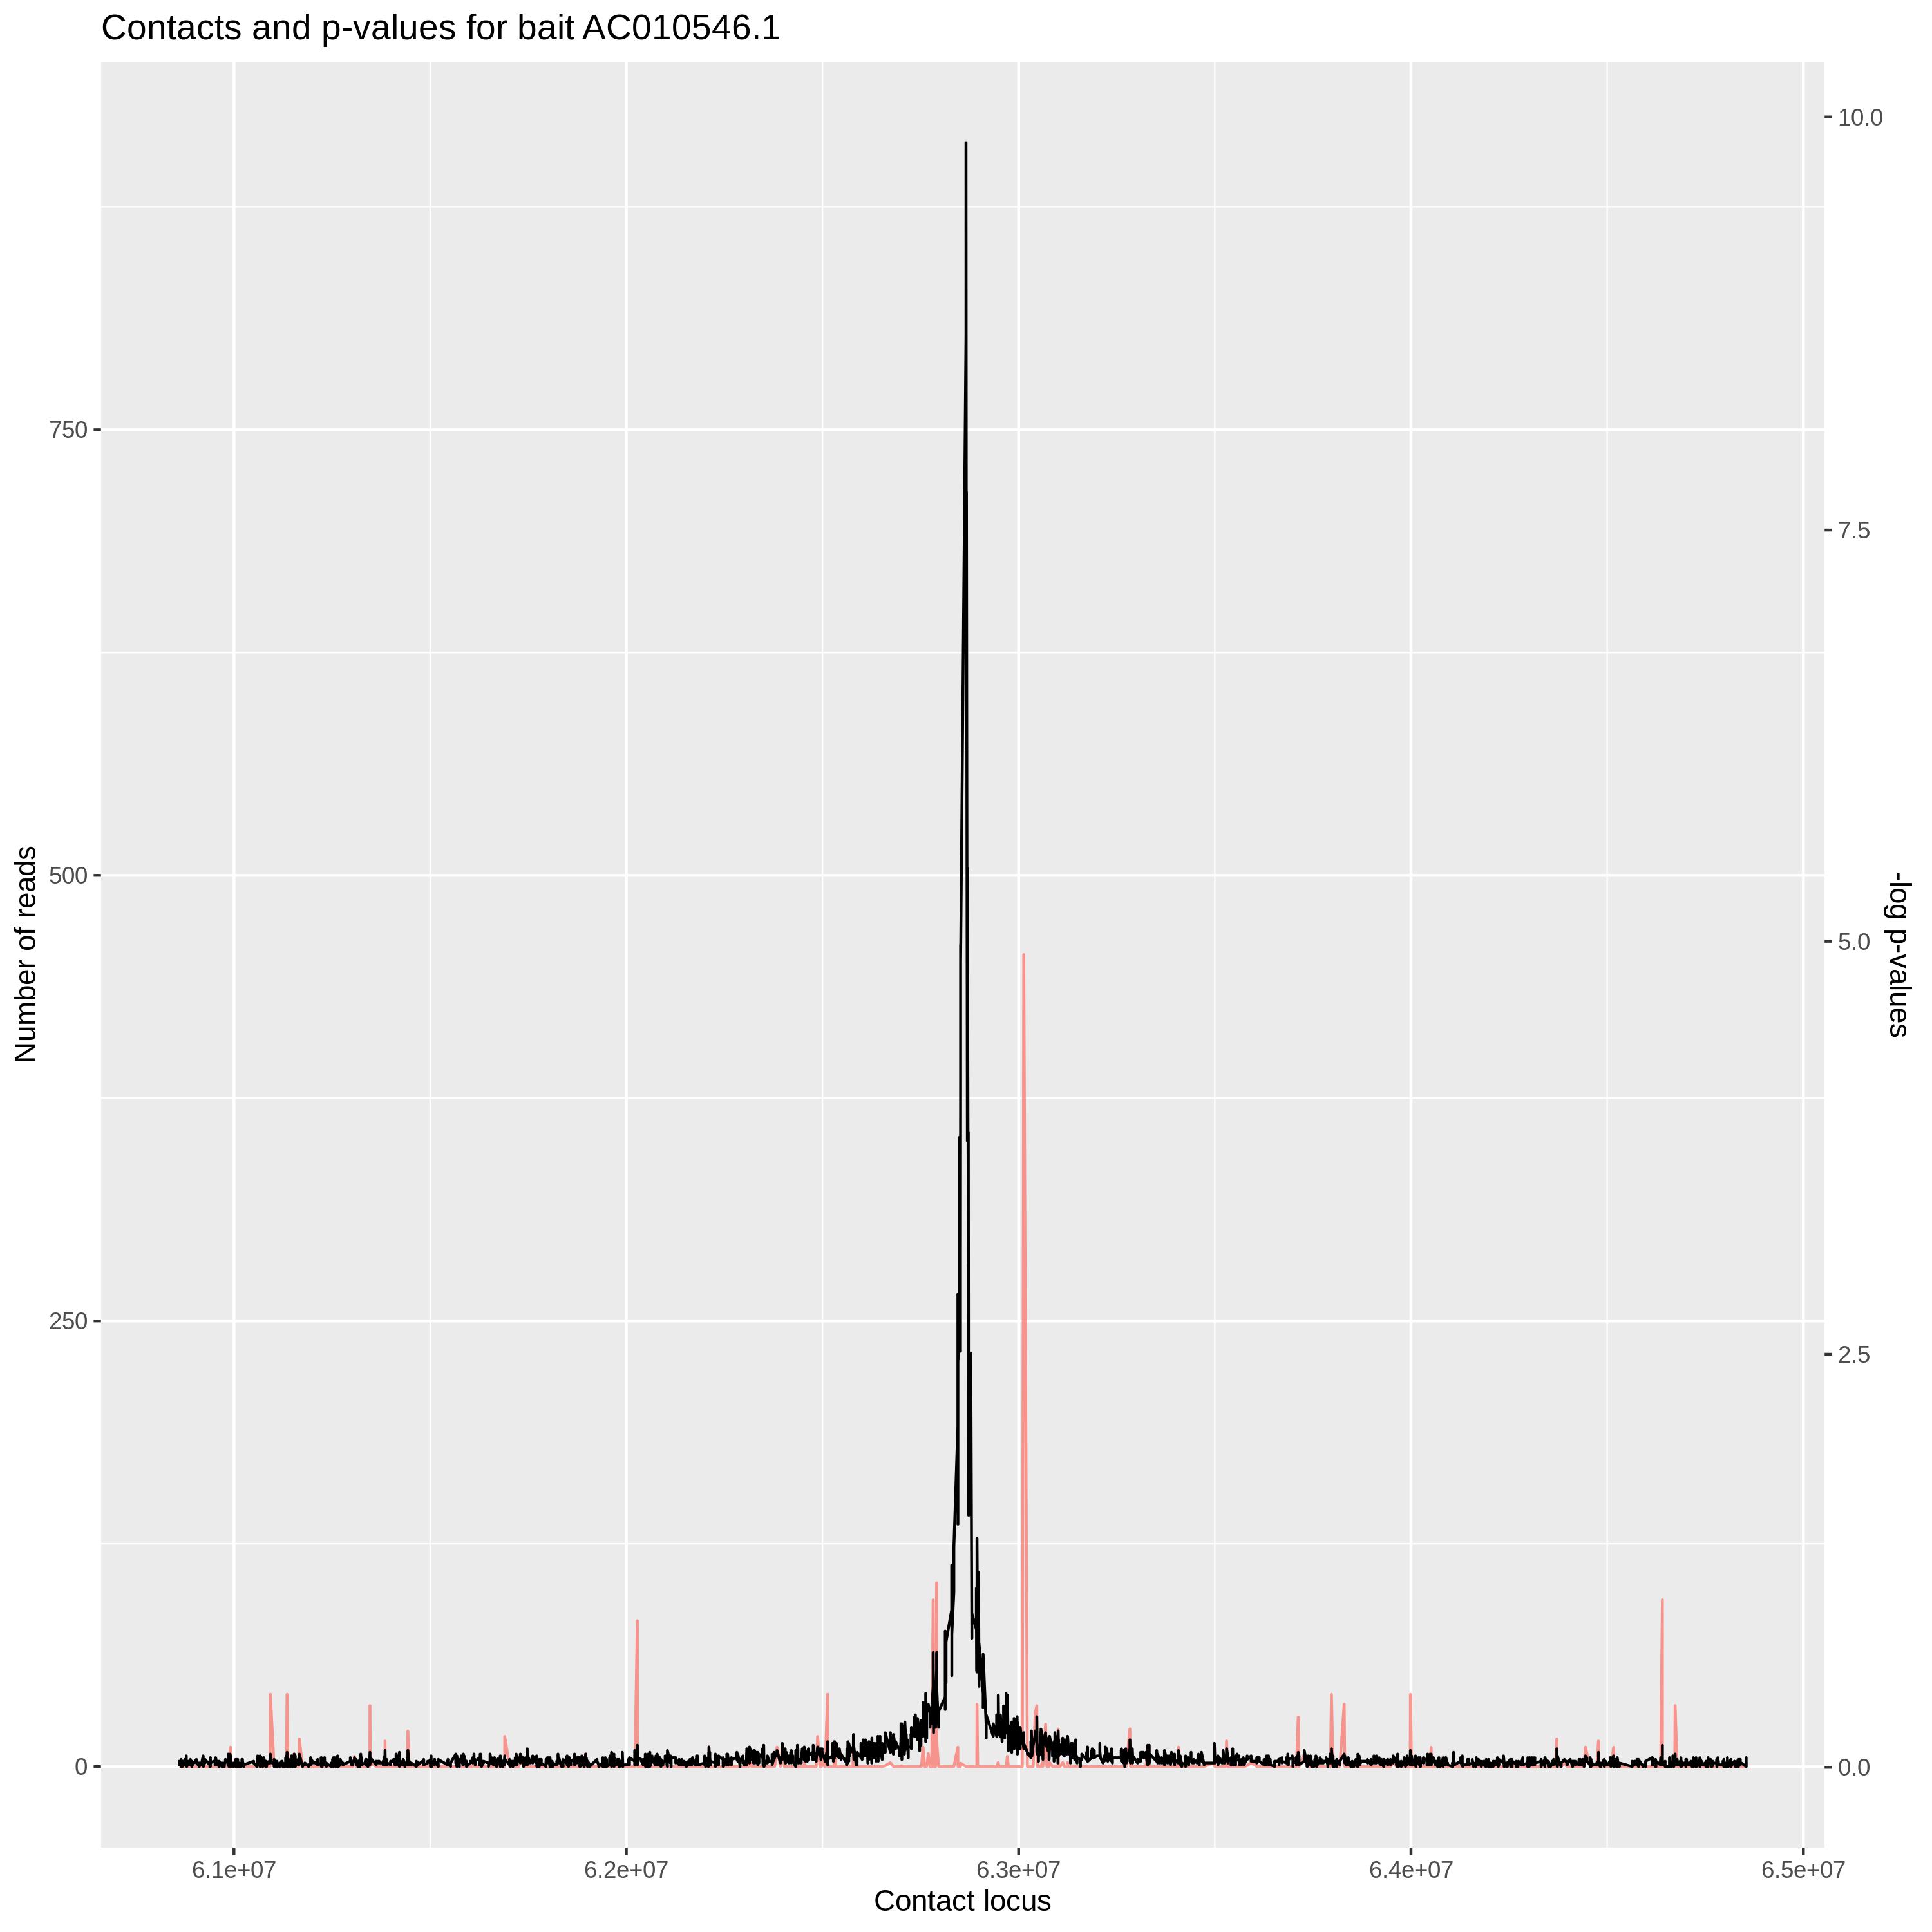 Contacts and p-values for bait AC010546.1
Number of reads
750
500
250
0
10.0
7.5
5.0
2.5
0.0
-log p-values
6.1e+07 6.2e+07 6.3e+07 6.4e+07 6.5e+07
Contact locus